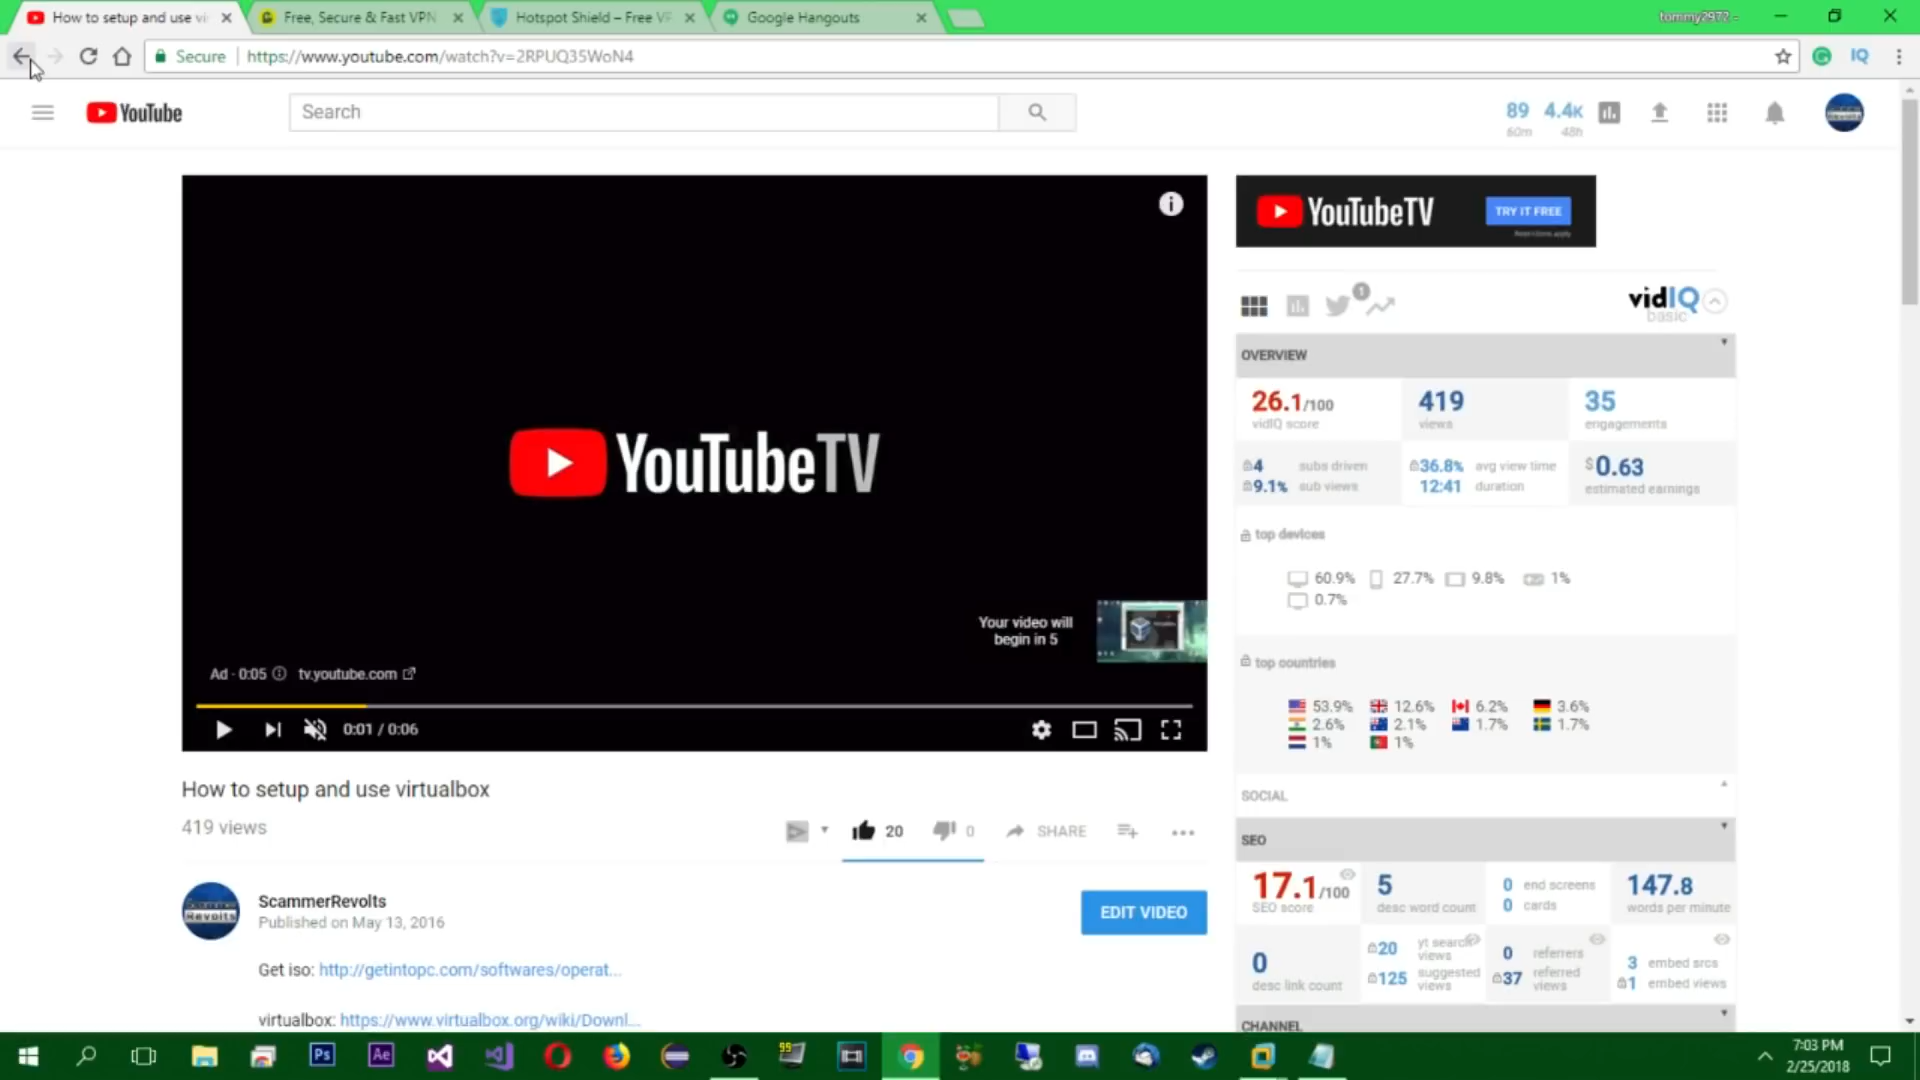 How to setup and use vi
Free, Secure & Fast VPN
Hotspot Shield – Free VF
Google Hangouts
tommy2972 -
Secure
https://www.youtube.com/watch?v=2RPUQ35WoN4
IQ
YouTube
Search
89 4.4K
60m 48h
YouTubeTV
TRY IT FREE
Restrictions apply
1
vidIQ
basic
OVERVIEW
26.1/100 419 35
vidIQ score views engagements
4 subs driven 36.8% avg view time $0.63
9.1% sub views 12:41 duration estimated earnings
top devices
60.9% 27.7% 9.8% 1%
0.7%
top countries
53.9% 12.6% 6.2% 3.6%
2.6% 2.1% 1.7% 1.7%
1% 1%
SOCIAL
SEO
17.1/100 5 0 end screens 147.8
SEO score desc word count 0 cards words per minute
20 yt search views 0 referrers 3 embed srcs
0 125 suggested views 37 referred views 1 embed views
desc link count
CHANNEL
YouTubeTV
Your video will
begin in 5
Ad · 0:05 tv.youtube.com
0:01 / 0:06
How to setup and use virtualbox
419 views
20 0 SHARE
ScammerRevolts
Published on May 13, 2016
EDIT VIDEO
Revolts
Get iso: http://getintopc.com/softwares/operat...
virtualbox: https://www.virtualbox.org/wiki/Downl...
Ps
Ae
99
7:03 PM
2/25/2018